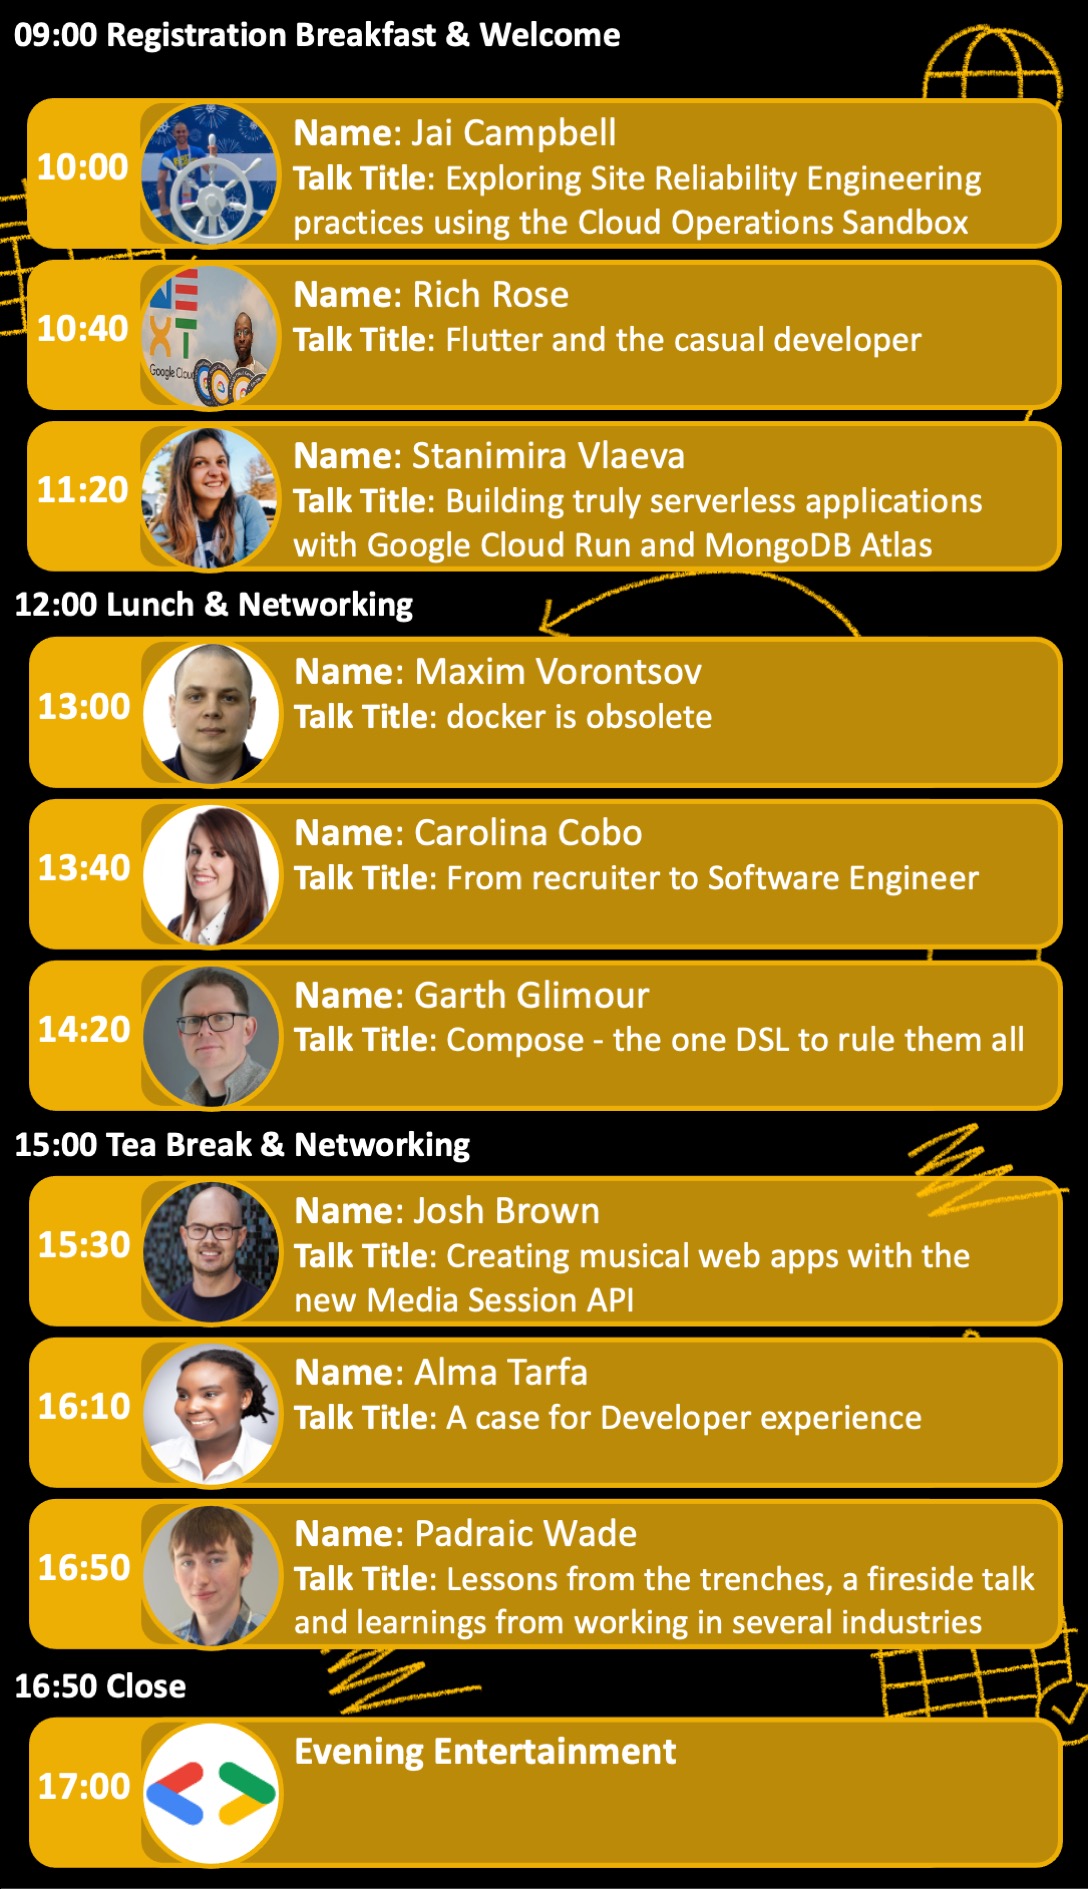 09:00 Registration Breakfast & Welcome
10:00
Name: Jai Campbell
Talk Title: Exploring Site Reliability Engineering
practices using the Cloud Operations Sandbox
10:40
NEXT
Google Cloud
Name: Rich Rose
Talk Title: Flutter and the casual developer
11:20
Name: Stanimira Vlaeva
Talk Title: Building truly serverless applications
with Google Cloud Run and MongoDB Atlas
12:00 Lunch & Networking
13:00
Name: Maxim Vorontsov
Talk Title: docker is obsolete
13:40
Name: Carolina Cobo
Talk Title: From recruiter to Software Engineer
14:20
Name: Garth Glimour
Talk Title: Compose - the one DSL to rule them all
15:00 Tea Break & Networking
15:30
Name: Josh Brown
Talk Title: Creating musical web apps with the
new Media Session API
16:10
Name: Alma Tarfa
Talk Title: A case for Developer experience
16:50
Name: Padraic Wade
Talk Title: Lessons from the trenches, a fireside talk
and learnings from working in several industries
16:50 Close
17:00
Evening Entertainment